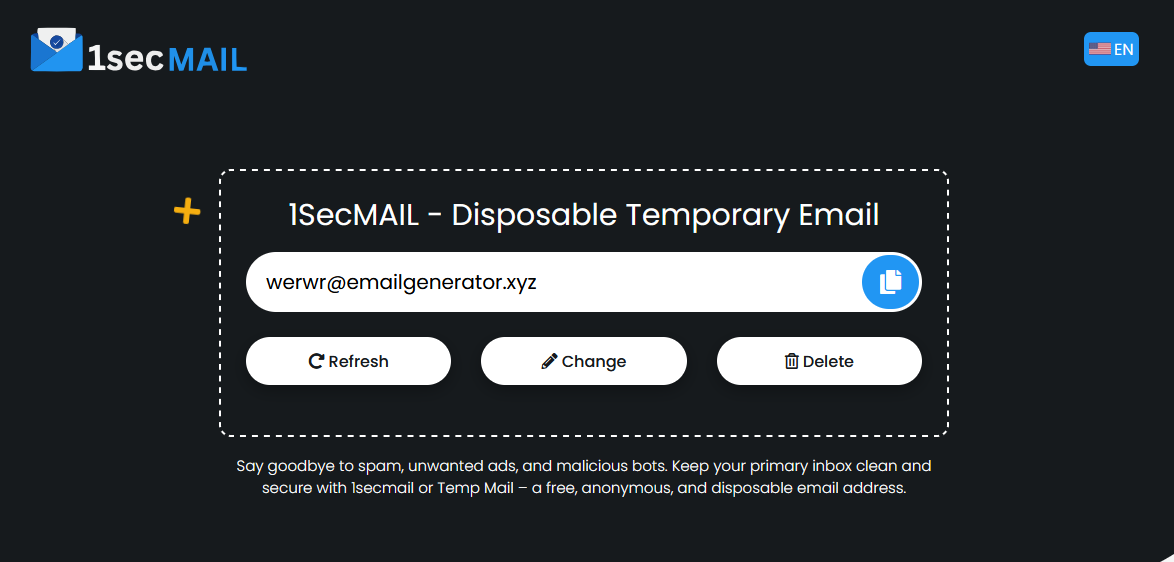 1secMAIL
EN
1SecMAIL - Disposable Temporary Email
werwr@emailgenerator.xyz
Refresh
Change
Delete
Say goodbye to spam, unwanted ads, and malicious bots. Keep your primary inbox clean and
secure with 1secmail or Temp Mail – a free, anonymous, and disposable email address.